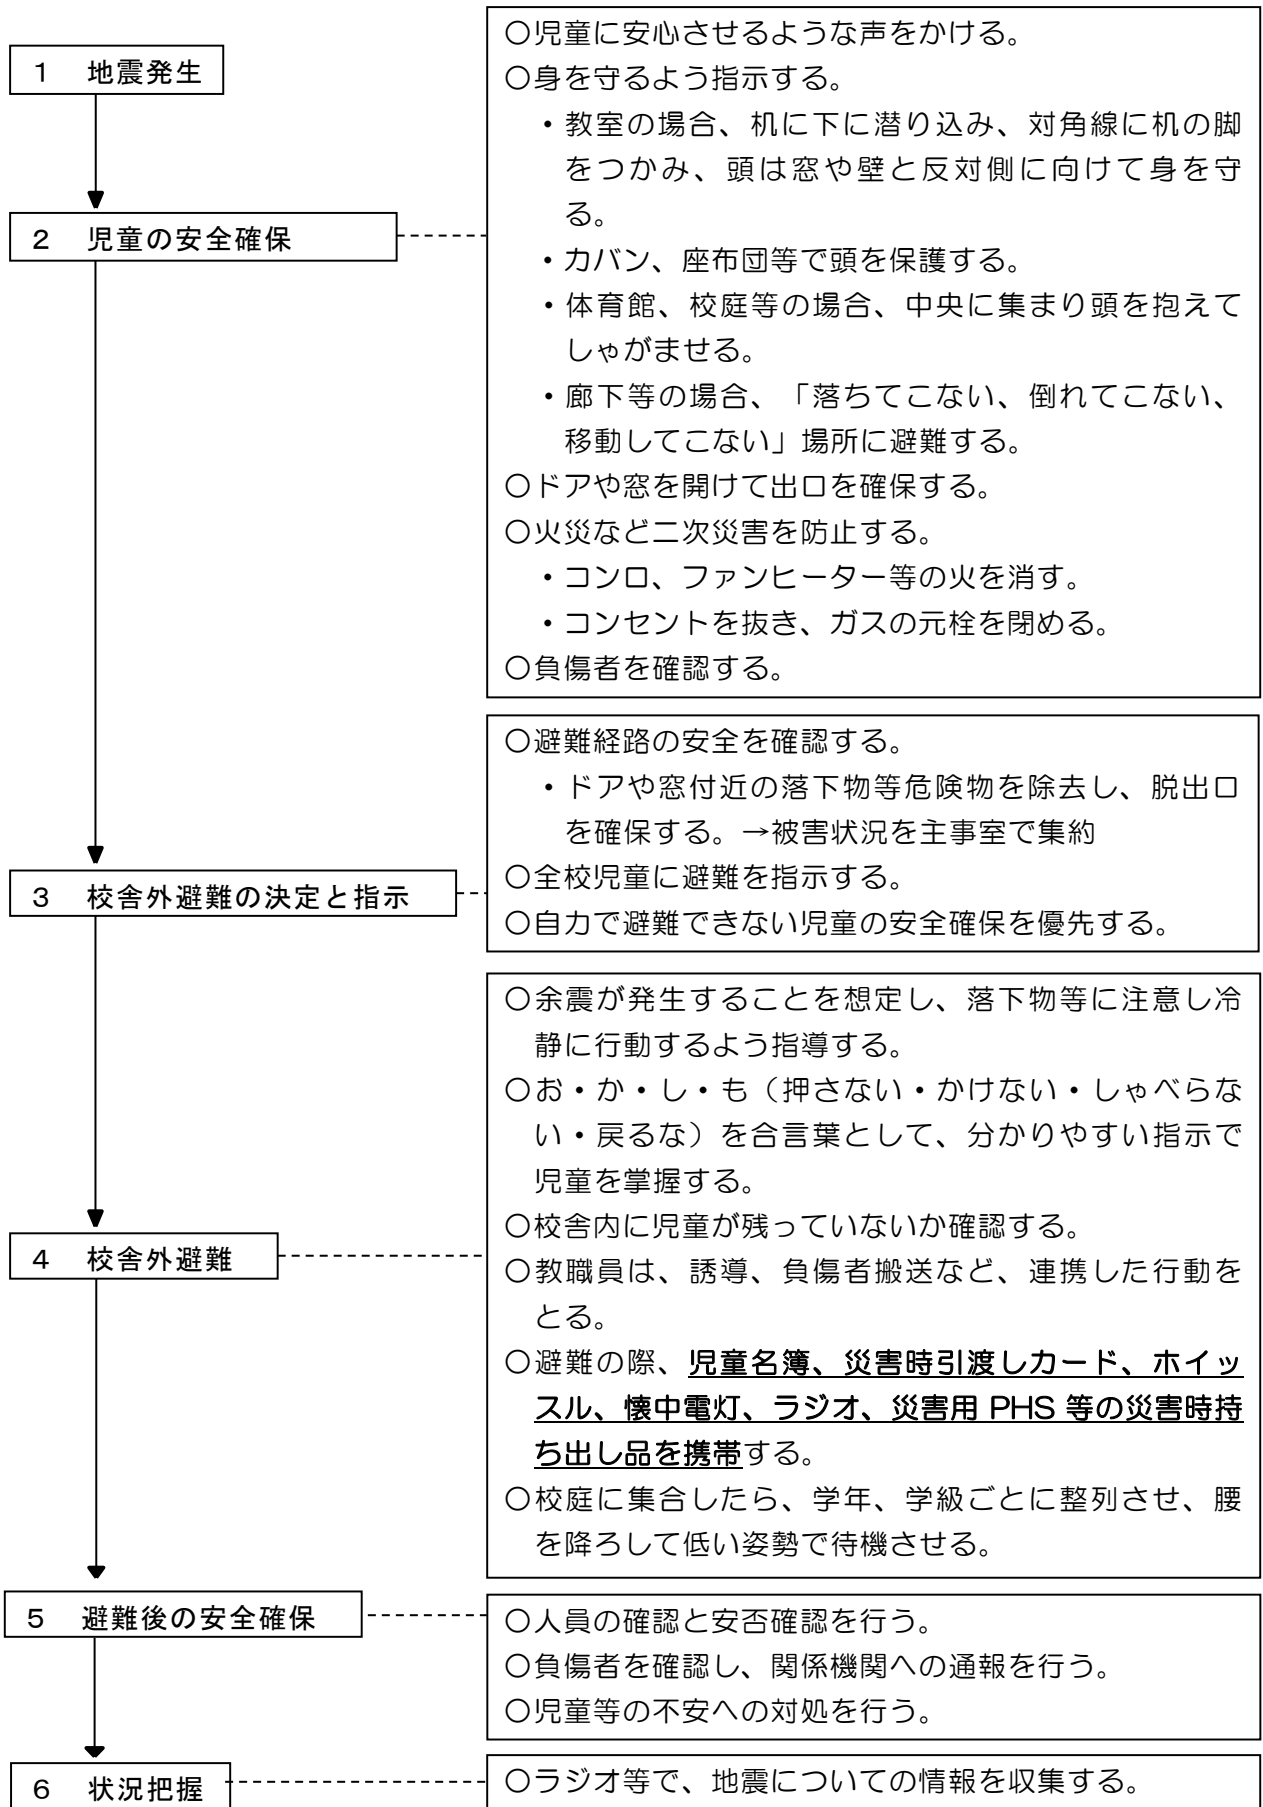 1 地震発生
2 児童の安全確保
○児童に安心させるような声をかける。
○身を守るよう指示する。
・教室の場合、机に下に潜り込み、対角線に机の脚
をつかみ、頭は窓や壁と反対側に向けて身を守
る。
・カバン、座布団等で頭を保護する。
・体育館、校庭等の場合、中央に集まり頭を抱えて
しゃがませる。
・廊下等の場合、「落ちてこない、倒れてこない、
移動してこない」場所に避難する。
○ドアや窓を開けて出口を確保する。
○火災など二次災害を防止する。
・コンロ、ファンヒーター等の火を消す。
・コンセントを抜き、ガスの元栓を閉める。
○負傷者を確認する。
3 校舎外避難の決定と指示
○避難経路の安全を確認する。
・ドアや窓付近の落下物等危険物を除去し、脱出口
を確保する。→被害状況を主事室で集約
○全校児童に避難を指示する。
○自力で避難できない児童の安全確保を優先する。
4 校舎外避難
○余震が発生することを想定し、落下物等に注意し冷
静に行動するよう指導する。
○お・か・し・も（押さない・かけない・しゃべらな
い・戻るな）を合言葉として、分かりやすい指示で
児童を掌握する。
○校舎内に児童が残っていないか確認する。
○教職員は、誘導、負傷者搬送など、連携した行動を
とる。
○避難の際、児童名簿、災害時引渡しカード、ホイッ
スル、懐中電灯、ラジオ、災害用 PHS 等の災害時持
ち出し品を携帯する。
○校庭に集合したら、学年、学級ごとに整列させ、腰
を降ろして低い姿勢で待機させる。
5 避難後の安全確保
○人員の確認と安否確認を行う。
○負傷者を確認し、関係機関への通報を行う。
○児童等の不安への対処を行う。
6 状況把握
○ラジオ等で、地震についての情報を収集する。